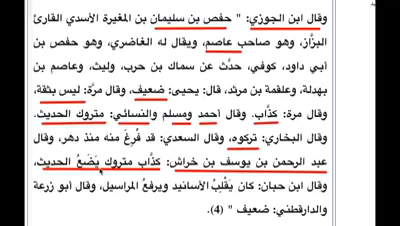 وقال ابن الجوزي: " حفص بن سليمان بن المغيرة الأسدي القارئ
البزَّاز، وهو صاحب عاصم، ويقال له الغاضري، وهو حفص بن
أبي داود، كوفي، حدَّث عن سماك بن حرب، وليث، وعاصم بن
بهدلة، وعلقمة بن مرثد، قال: يحيى: ضعيف، وقال مرَّة: ليس بثقة،
وقال مرة: كذَّاب. وقال أحمد ومسلم والنسائي: متروك الحديث.
وقال البخاري: تركوه، وقال السعدي: قد فُرِغَ منه منذ دهر، وقال
عبد الرحمن بن يوسف بن خراش: كذَّاب متروك يَضَعُ الحديث،
وقال ابن حبان: كان يَقْلِبُ الأسانيد ويرفعُ المراسيل، وقال أبو زرعة
والدارقطني: ضعيف " (4).